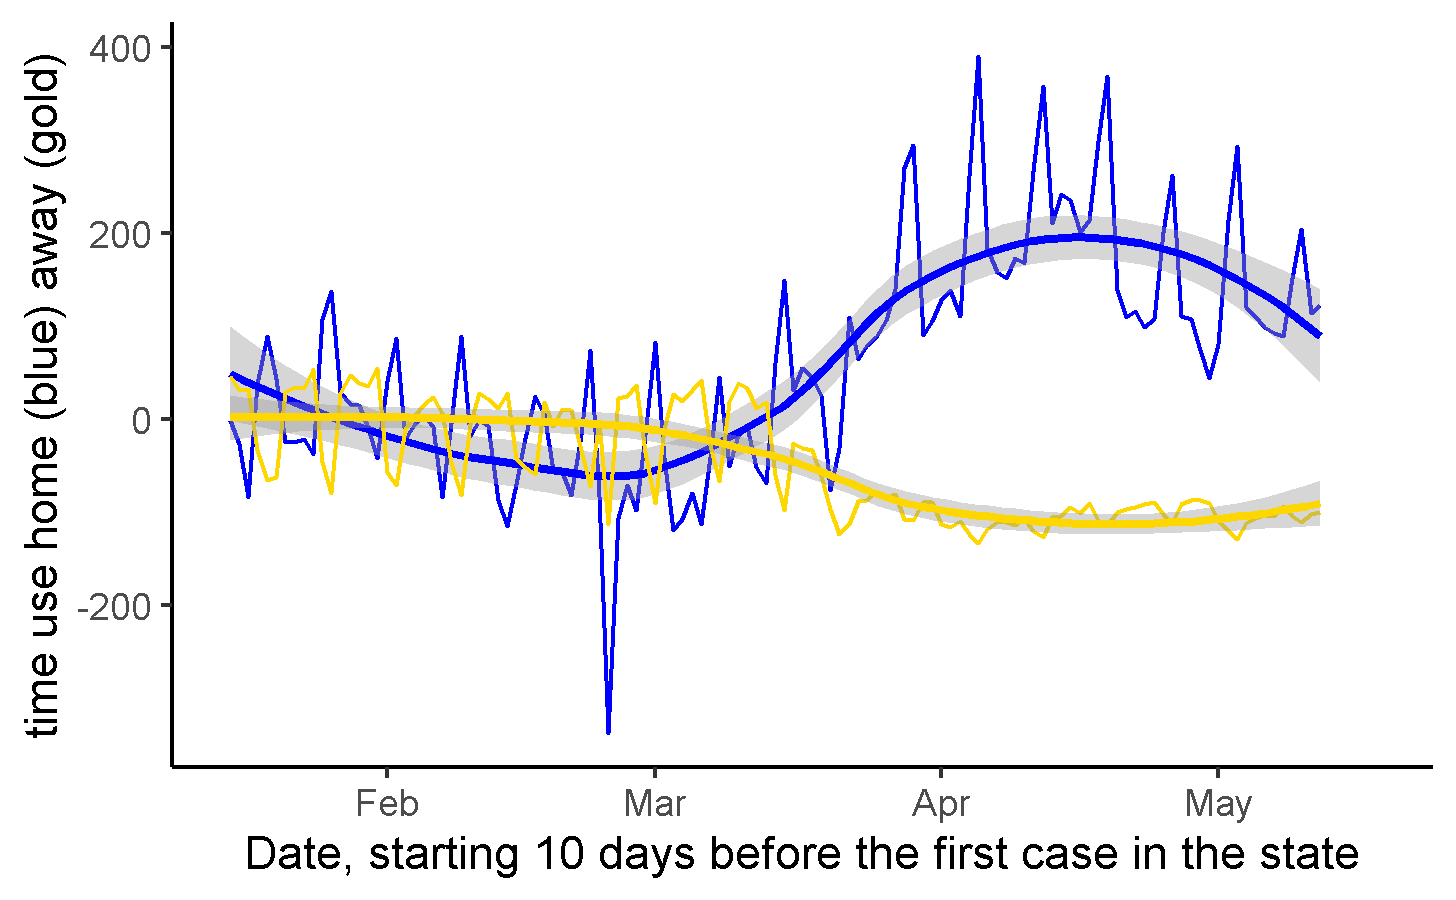 time use home (blue) away (gold)
400
200
0
-200
Feb
Mar
Apr
May
Date, starting 10 days before the first case in the state